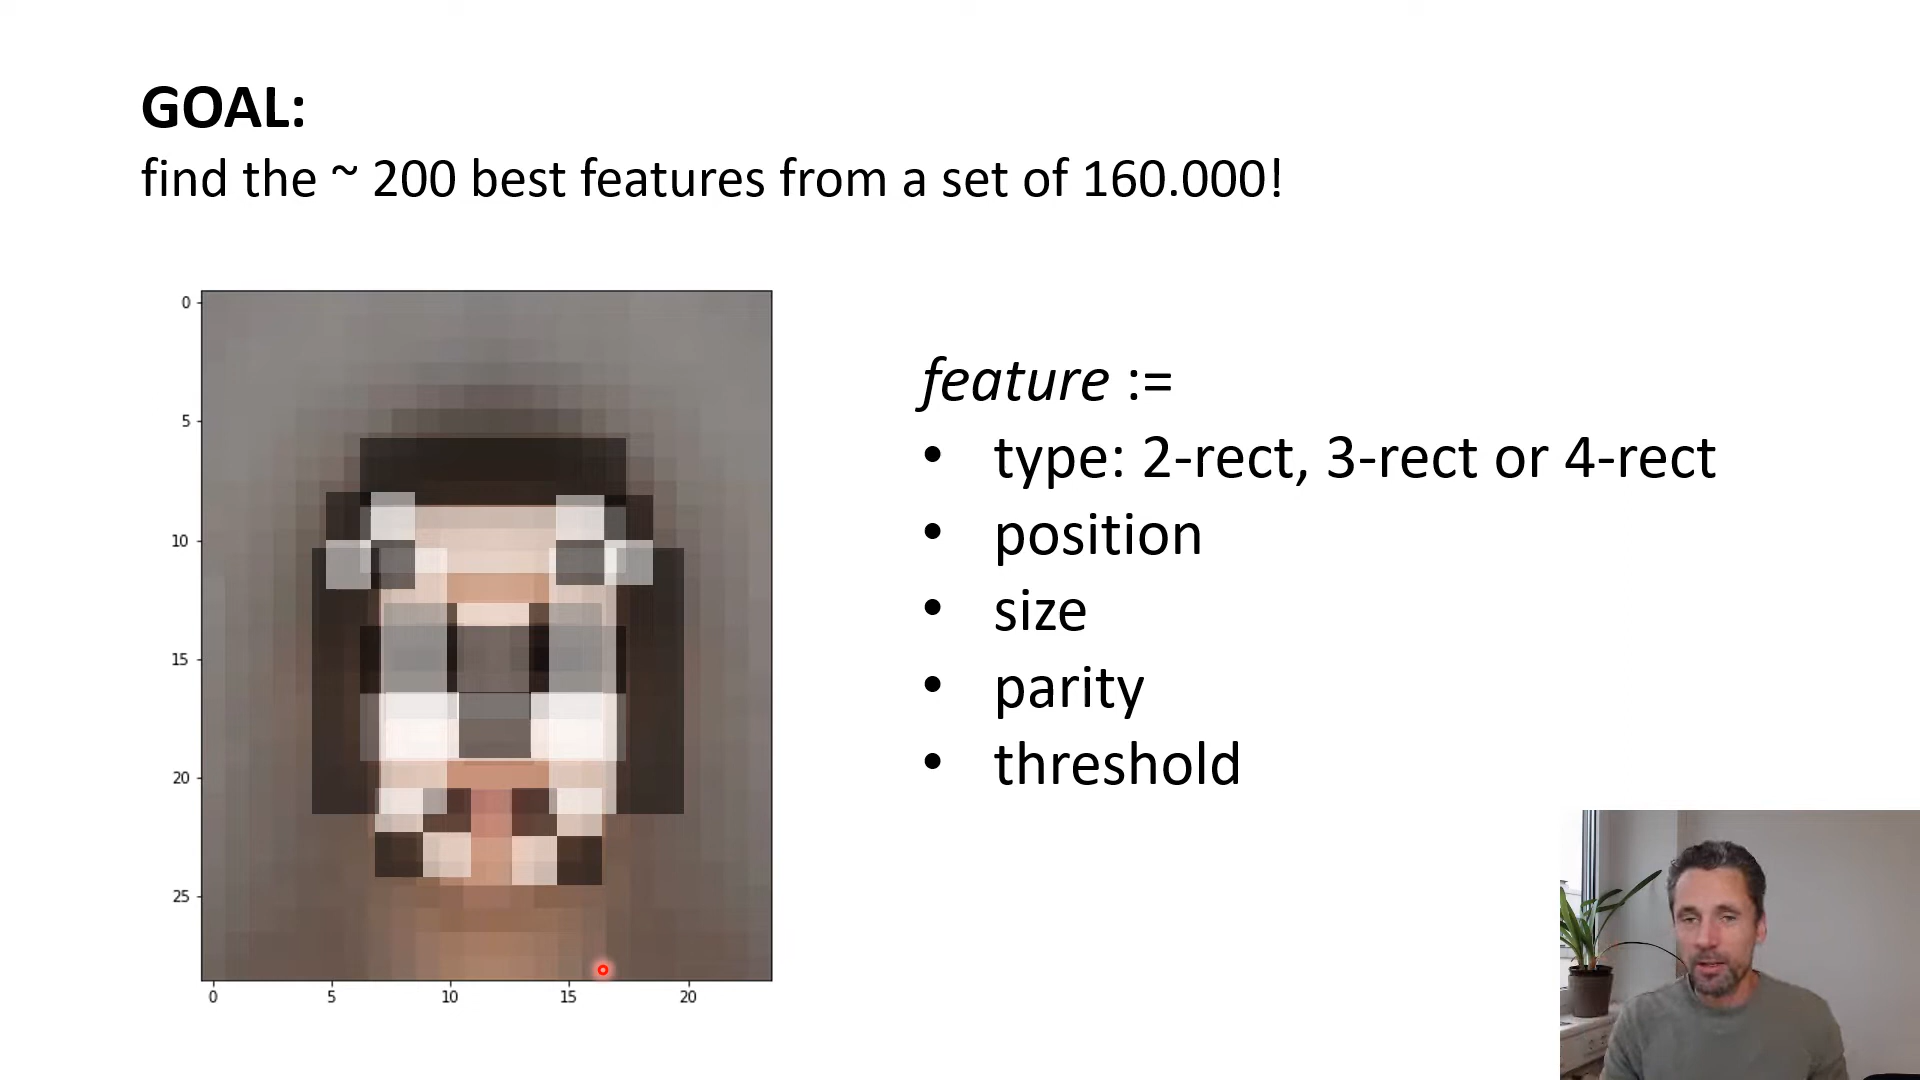 GOAL:
find the ~ 200 best features from a set of 160.000!
feature :=
• type: 2-rect, 3-rect or 4-rect
• position
• size
• parity
• threshold
0
5
10
15
20
25
0 5 10 15 20